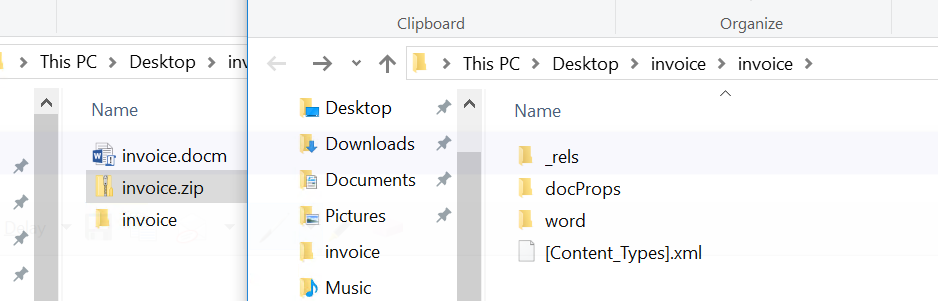 Clipboard
Organize
This PC > Desktop >
This PC > Desktop > invoice > invoice >
Name
invoice.docm
invoice.zip
invoice
Desktop
Downloads
Documents
Pictures
invoice
Music
Name
_rels
docProps
word
[Content_Types].xml